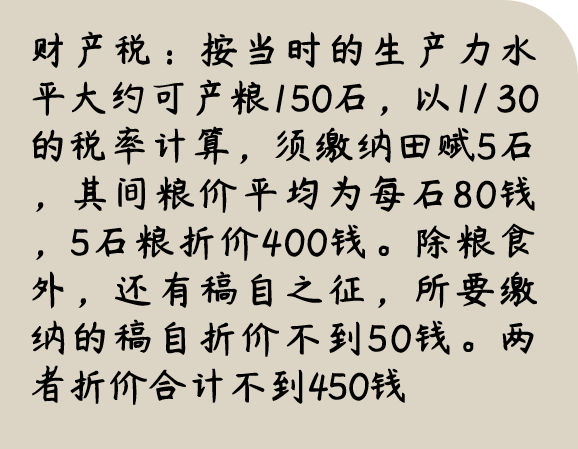 财产税：按当时的生产力水
平大约可产粮150石，以1/30
的税率计算，须缴纳田赋5石
，其间粮价平均为每石80钱
，5石粮折价400钱。除粮食
外，还有稿自之征，所要缴
纳的稿自折价不到50钱。两
者折价合计不到450钱